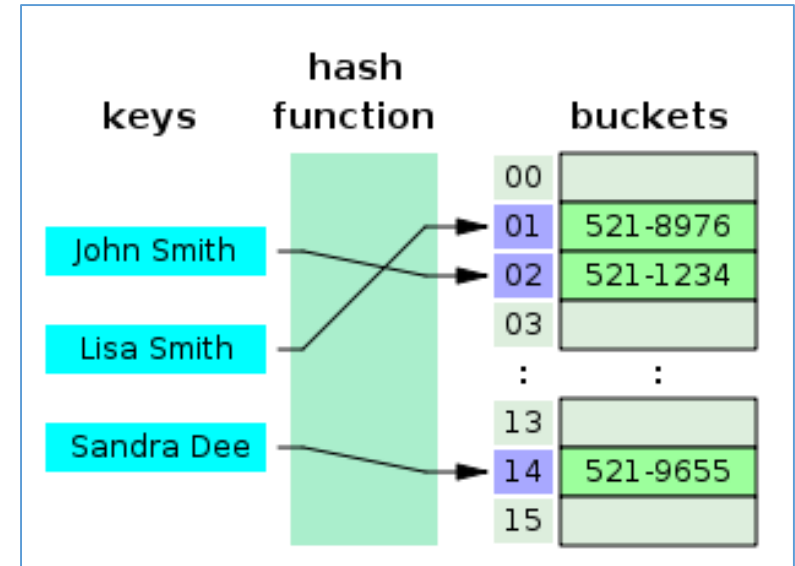 hash
keys function buckets
00
01 521-8976
John Smith
02 521-1234
03
Lisa Smith
: :
13
Sandra Dee
14 521-9655
15